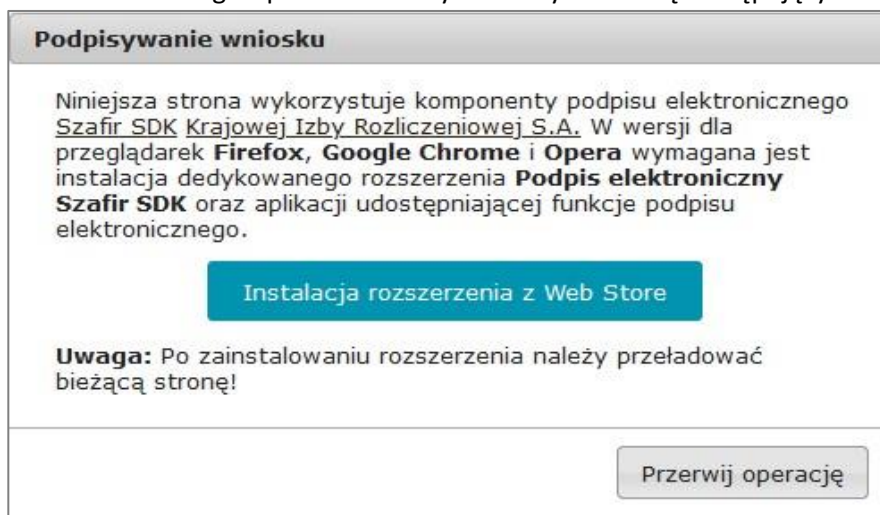 Podpisywanie wniosku
Niniejsza strona wykorzystuje komponenty podpisu elektronicznego
Szafir SDK Krajowej Izby Rozliczeniowej S.A. W wersji dla
przeglądarek Firefox, Google Chrome i Opera wymagana jest
instalacja dedykowanego rozszerzenia Podpis elektroniczny
Szafir SDK oraz aplikacji udostępniającej funkcje podpisu
elektronicznego.
Instalacja rozszerzenia z Web Store
Uwaga: Po zainstalowaniu rozszerzenia należy przeładować
bieżącą stronę!
Przerwij operację